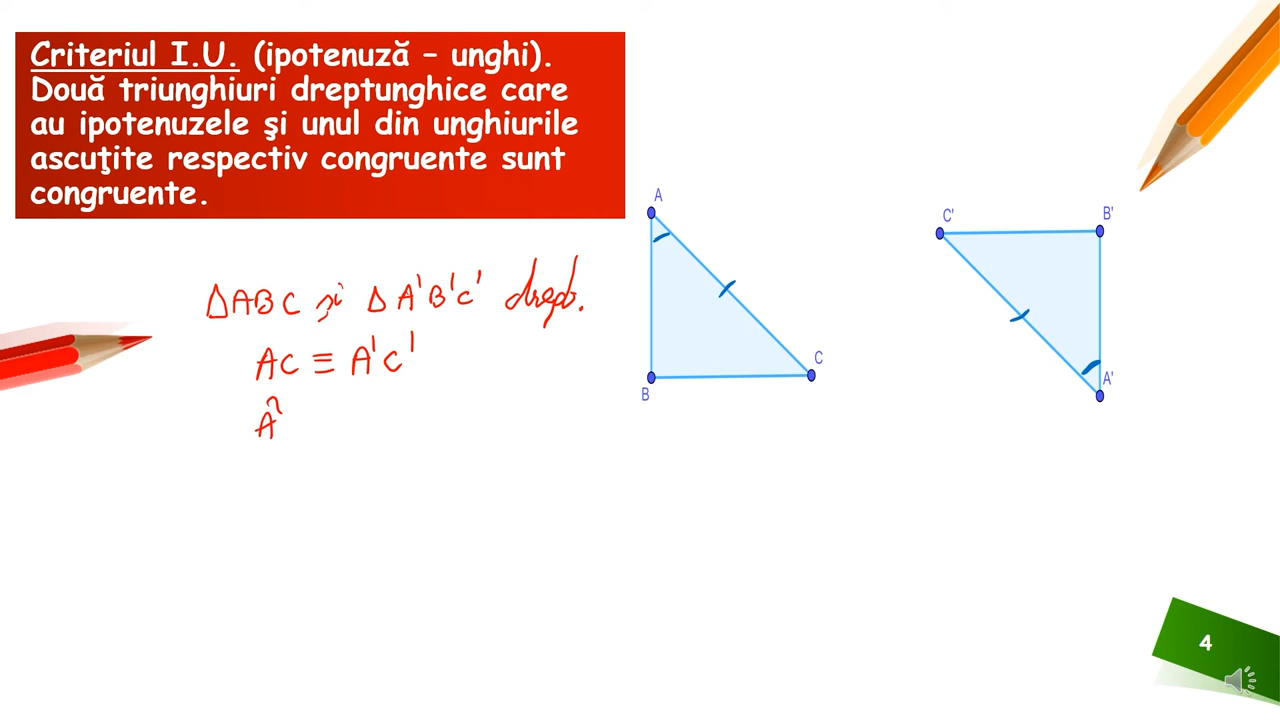 Criteriul I.U. (ipotenuză – unghi).
Două triunghiuri dreptunghice care
au ipotenuzele şi unul din unghiurile
ascuţite respectiv congruente sunt
congruente.
A
C'
B'
ΔABC și ΔA'B'C' drept.
AC ≡ A'C'
C
A'
B
Â
4